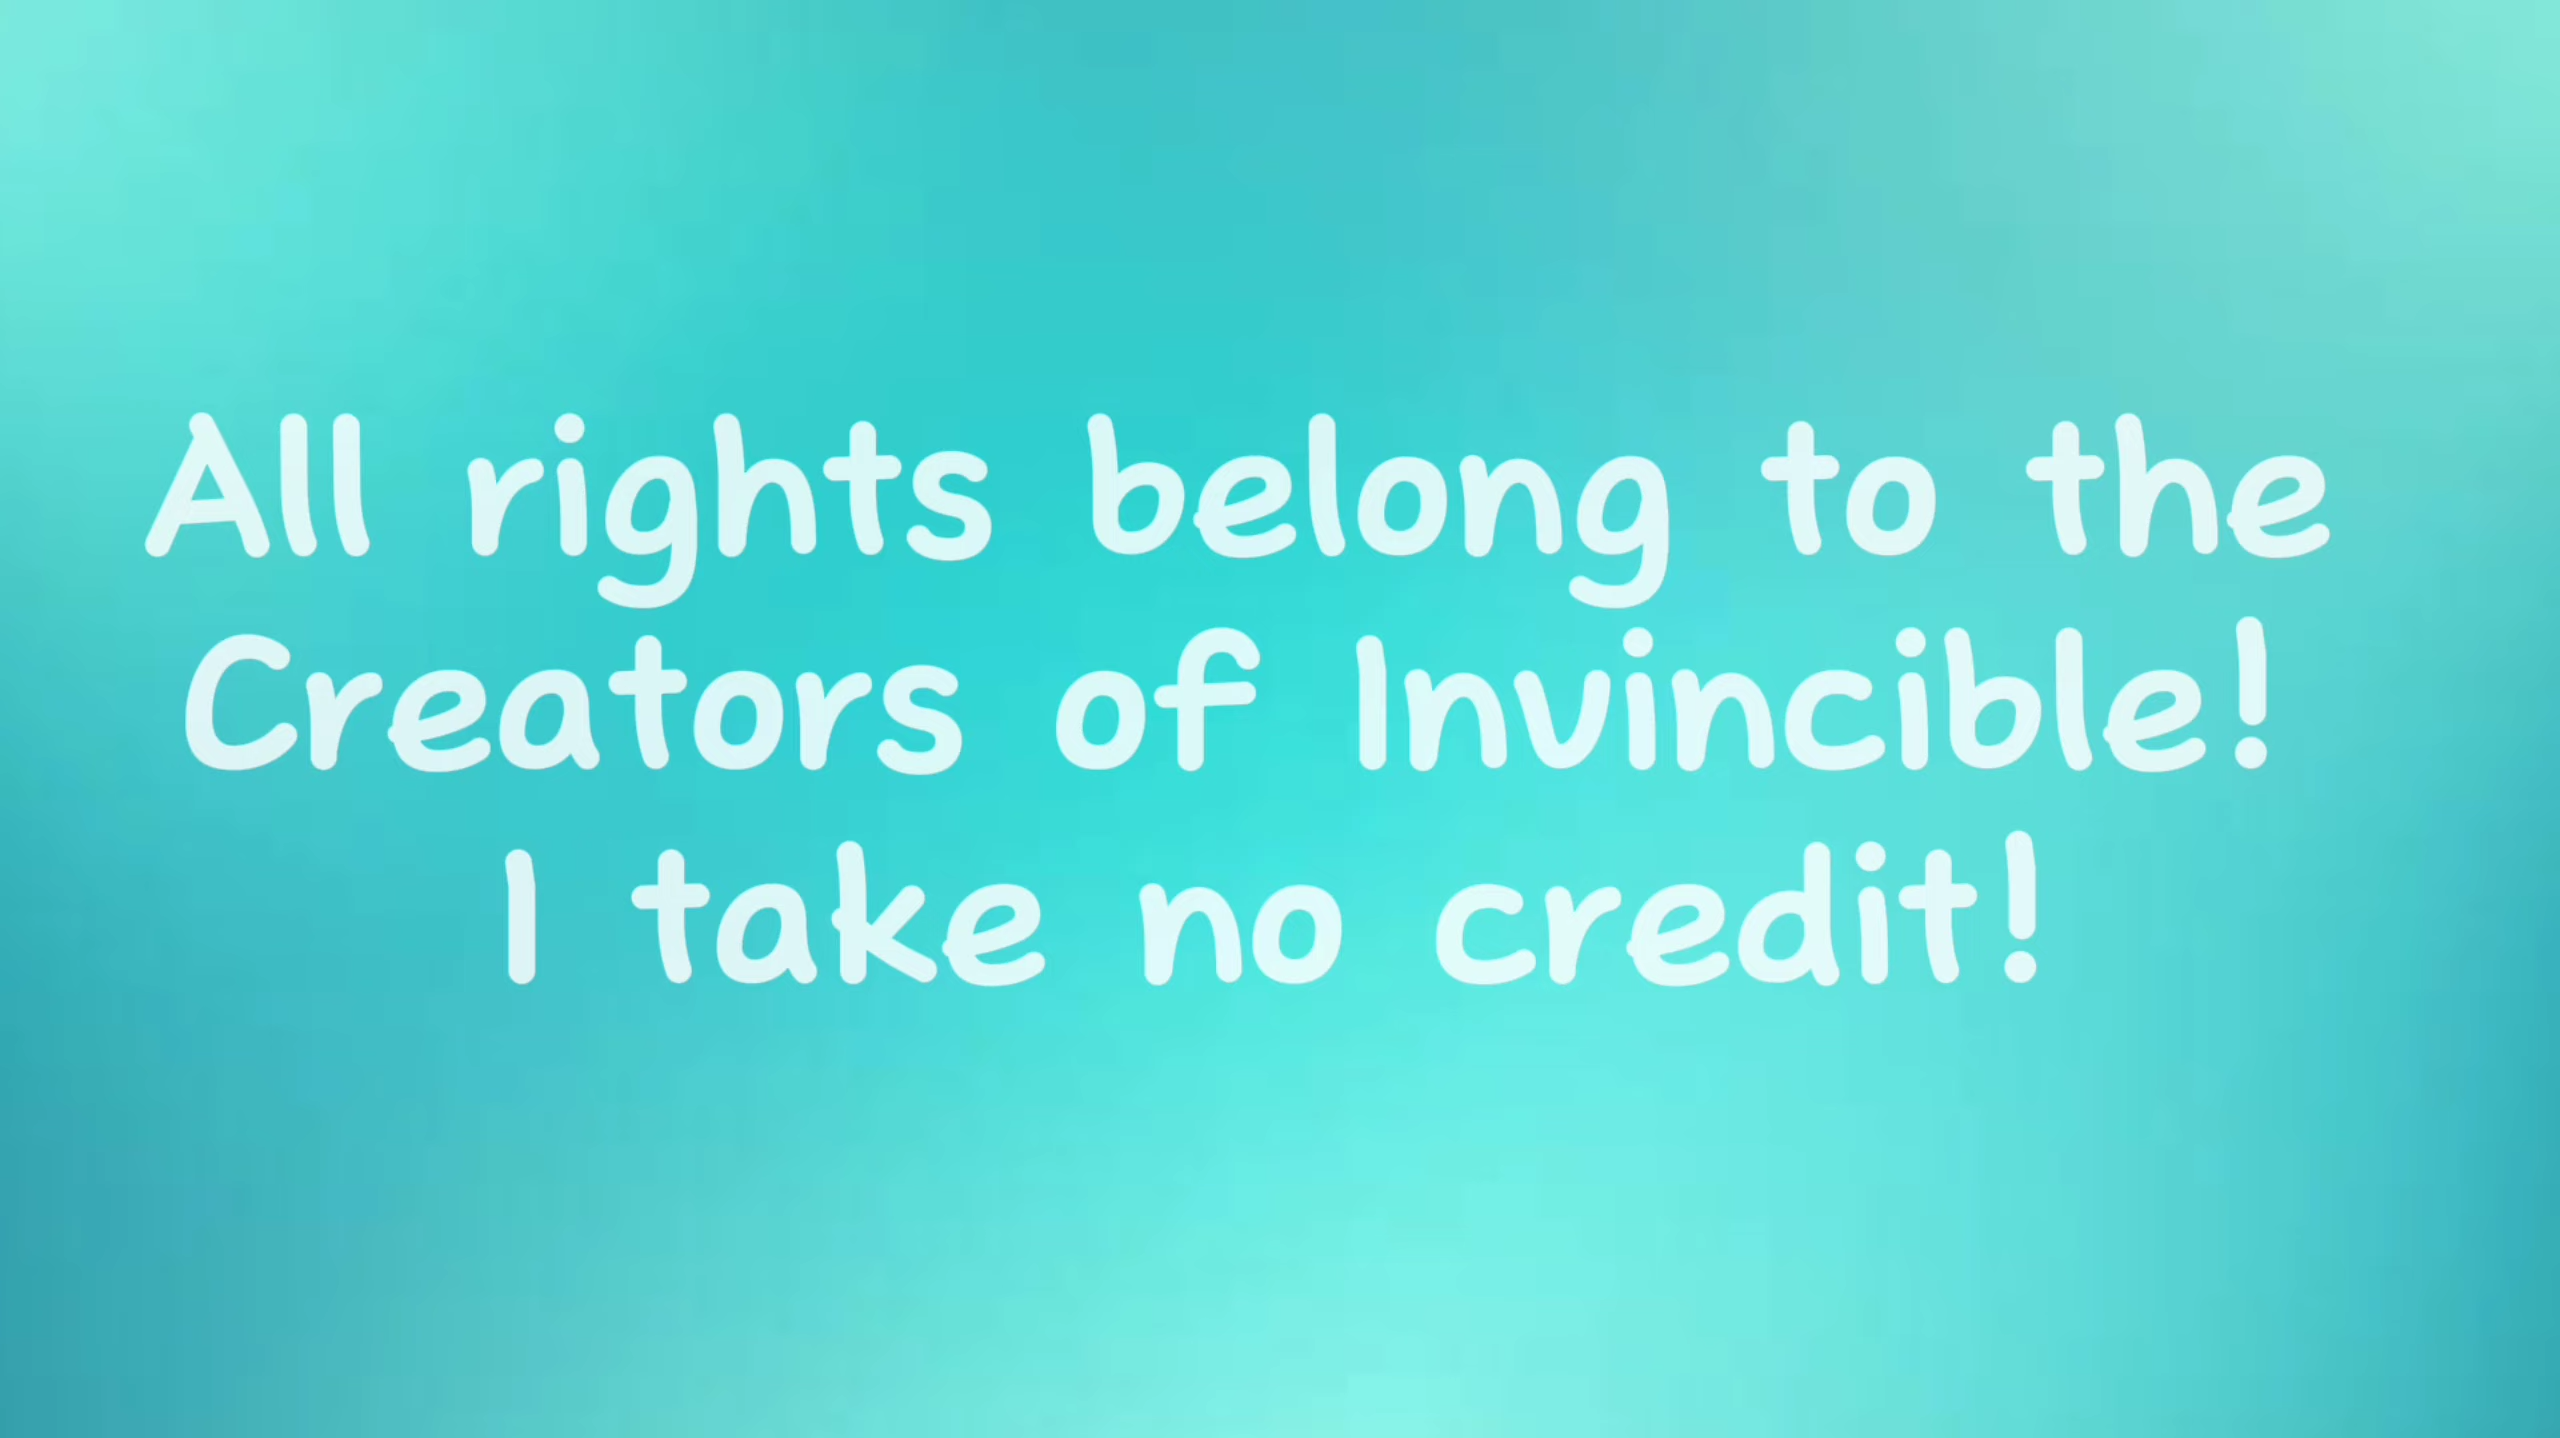 All rights belong to the
Creators of Invincible!
I take no credit!